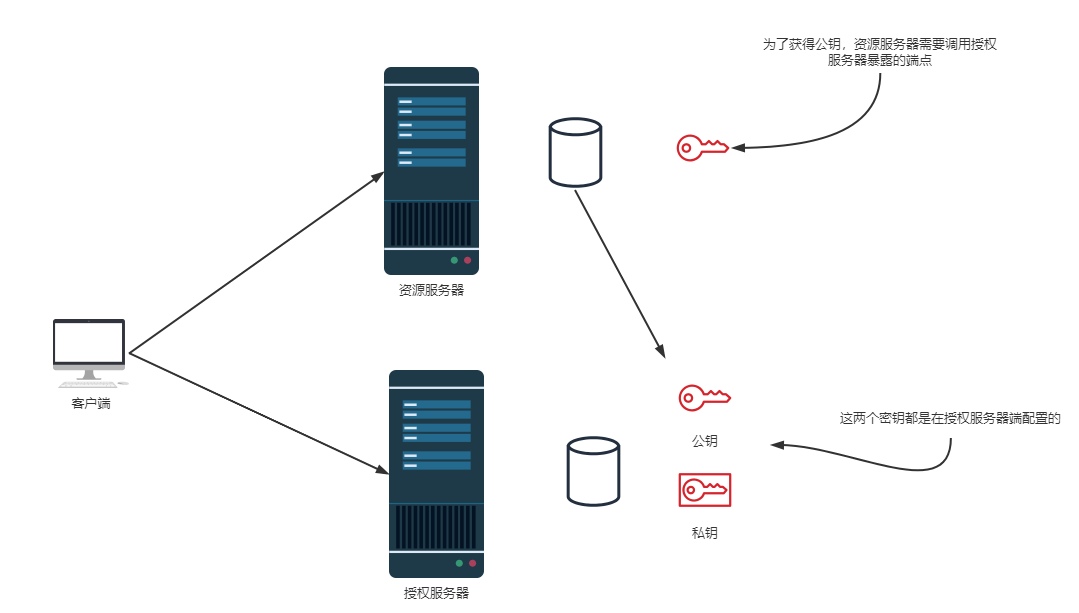 为了获得公钥，资源服务器需要调用授权
服务器暴露的端点
资源服务器
客户端
这两个密钥都是在授权服务器端配置的
公钥
私钥
授权服务器